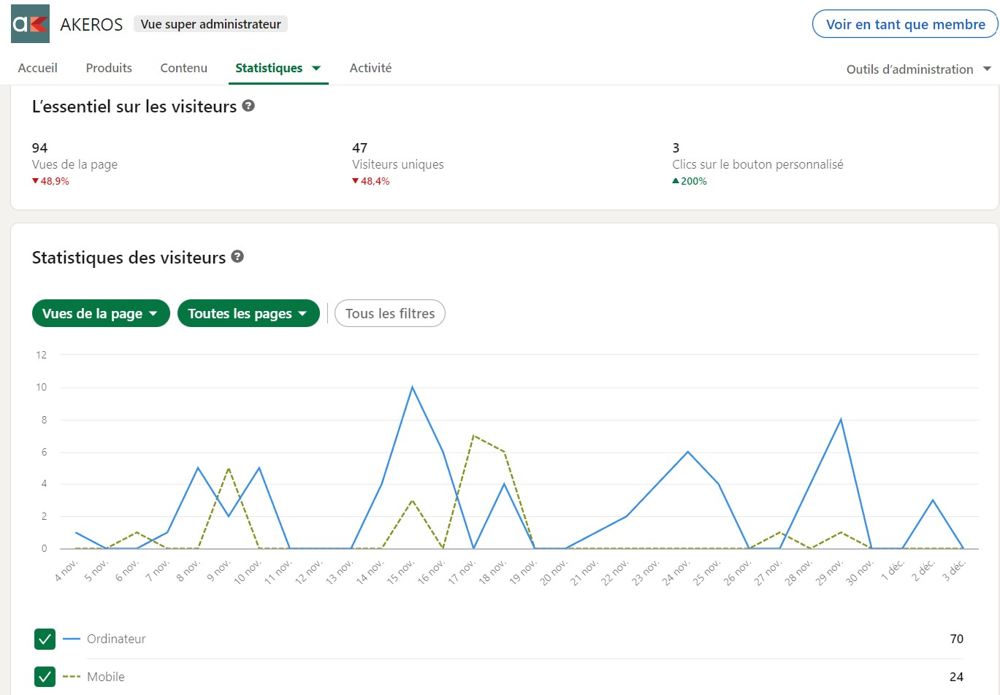 ak AKEROS Vue super administrateur Voir en tant que membre
Accueil Produits Contenu Statistiques Activité Outils d’administration
L’essentiel sur les visiteurs ?
94 47 3
Vues de la page Visiteurs uniques Clics sur le bouton personnalisé
▼48,9% ▼48,4% ▲200%
Statistiques des visiteurs ?
Vues de la page Toutes les pages Tous les filtres
12
10
8
6
4
2
0
4 nov. 5 nov. 6 nov. 7 nov. 8 nov. 9 nov. 10 nov. 11 nov. 12 nov. 13 nov. 14 nov. 15 nov. 16 nov. 17 nov. 18 nov. 19 nov. 20 nov. 21 nov. 22 nov. 23 nov. 24 nov. 25 nov. 26 nov. 27 nov. 28 nov. 29 nov. 30 nov. 1 déc. 2 déc. 3 déc.
Ordinateur 70
Mobile 24